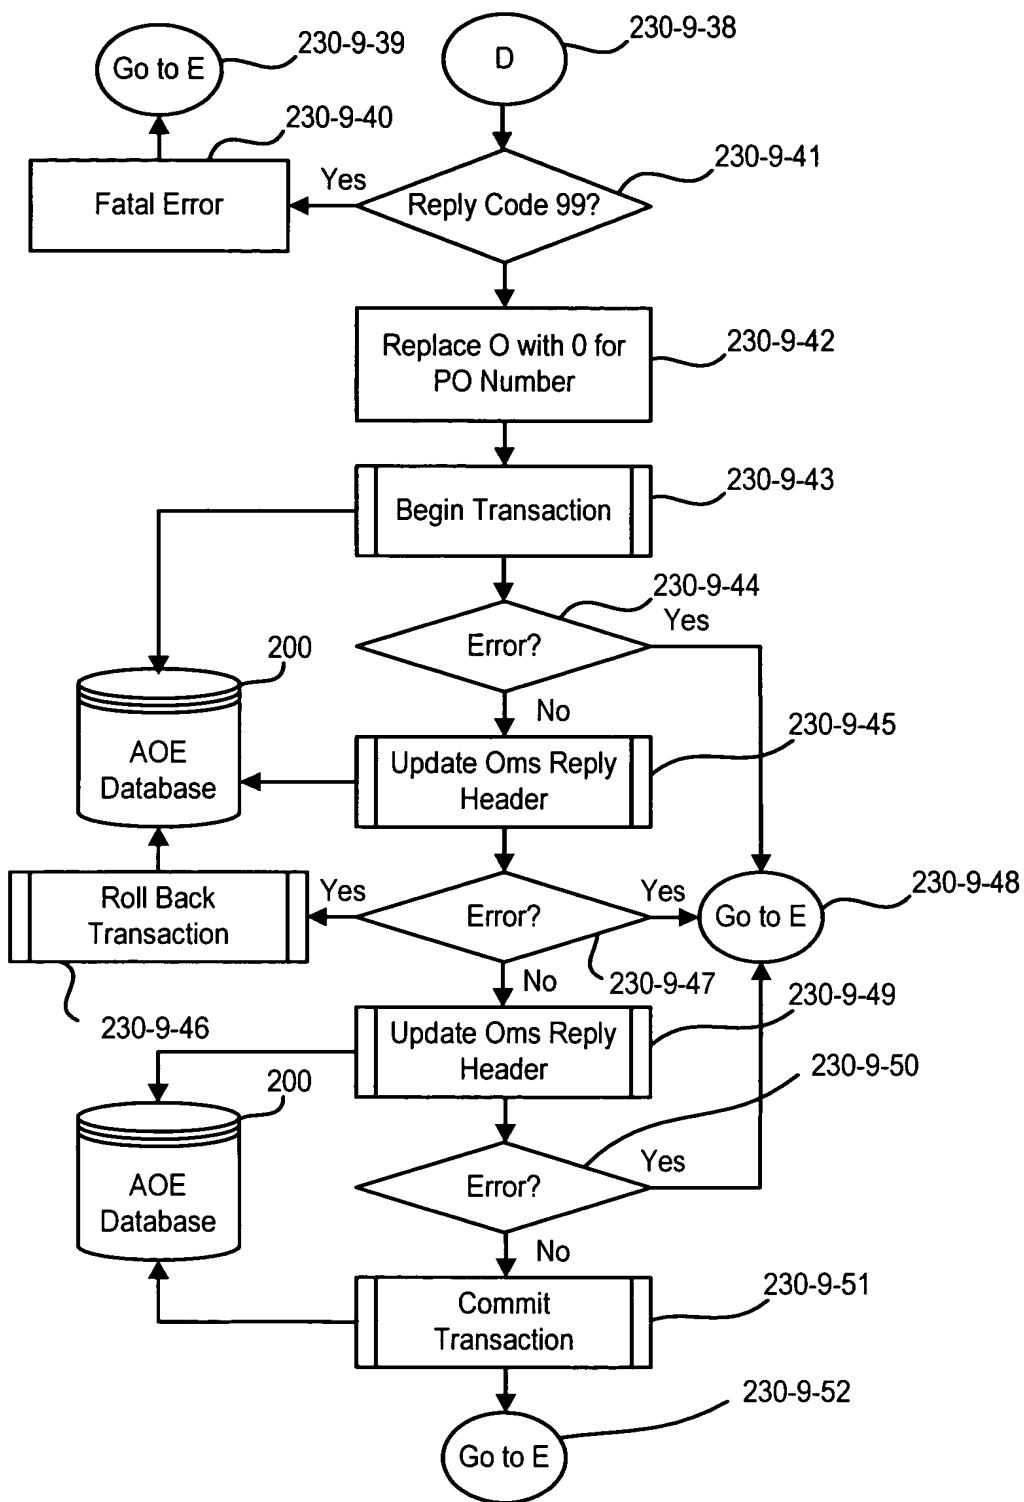 230-9-39
230-9-38
Go to E
D
230-9-40
230-9-41
Fatal Error
Yes
Reply Code 99?
Replace O with 0 for
PO Number
230-9-42
Begin Transaction
230-9-43
230-9-44
Yes
Error?
200
No
230-9-45
AOE
Database
Update Oms Reply
Header
Roll Back
Transaction
Yes
Error?
Yes
Go to E
230-9-48
230-9-47
No
230-9-49
230-9-46
Update Oms Reply
Header
230-9-50
200
AOE
Database
Error?
Yes
No
230-9-51
Commit
Transaction
230-9-52
Go to E